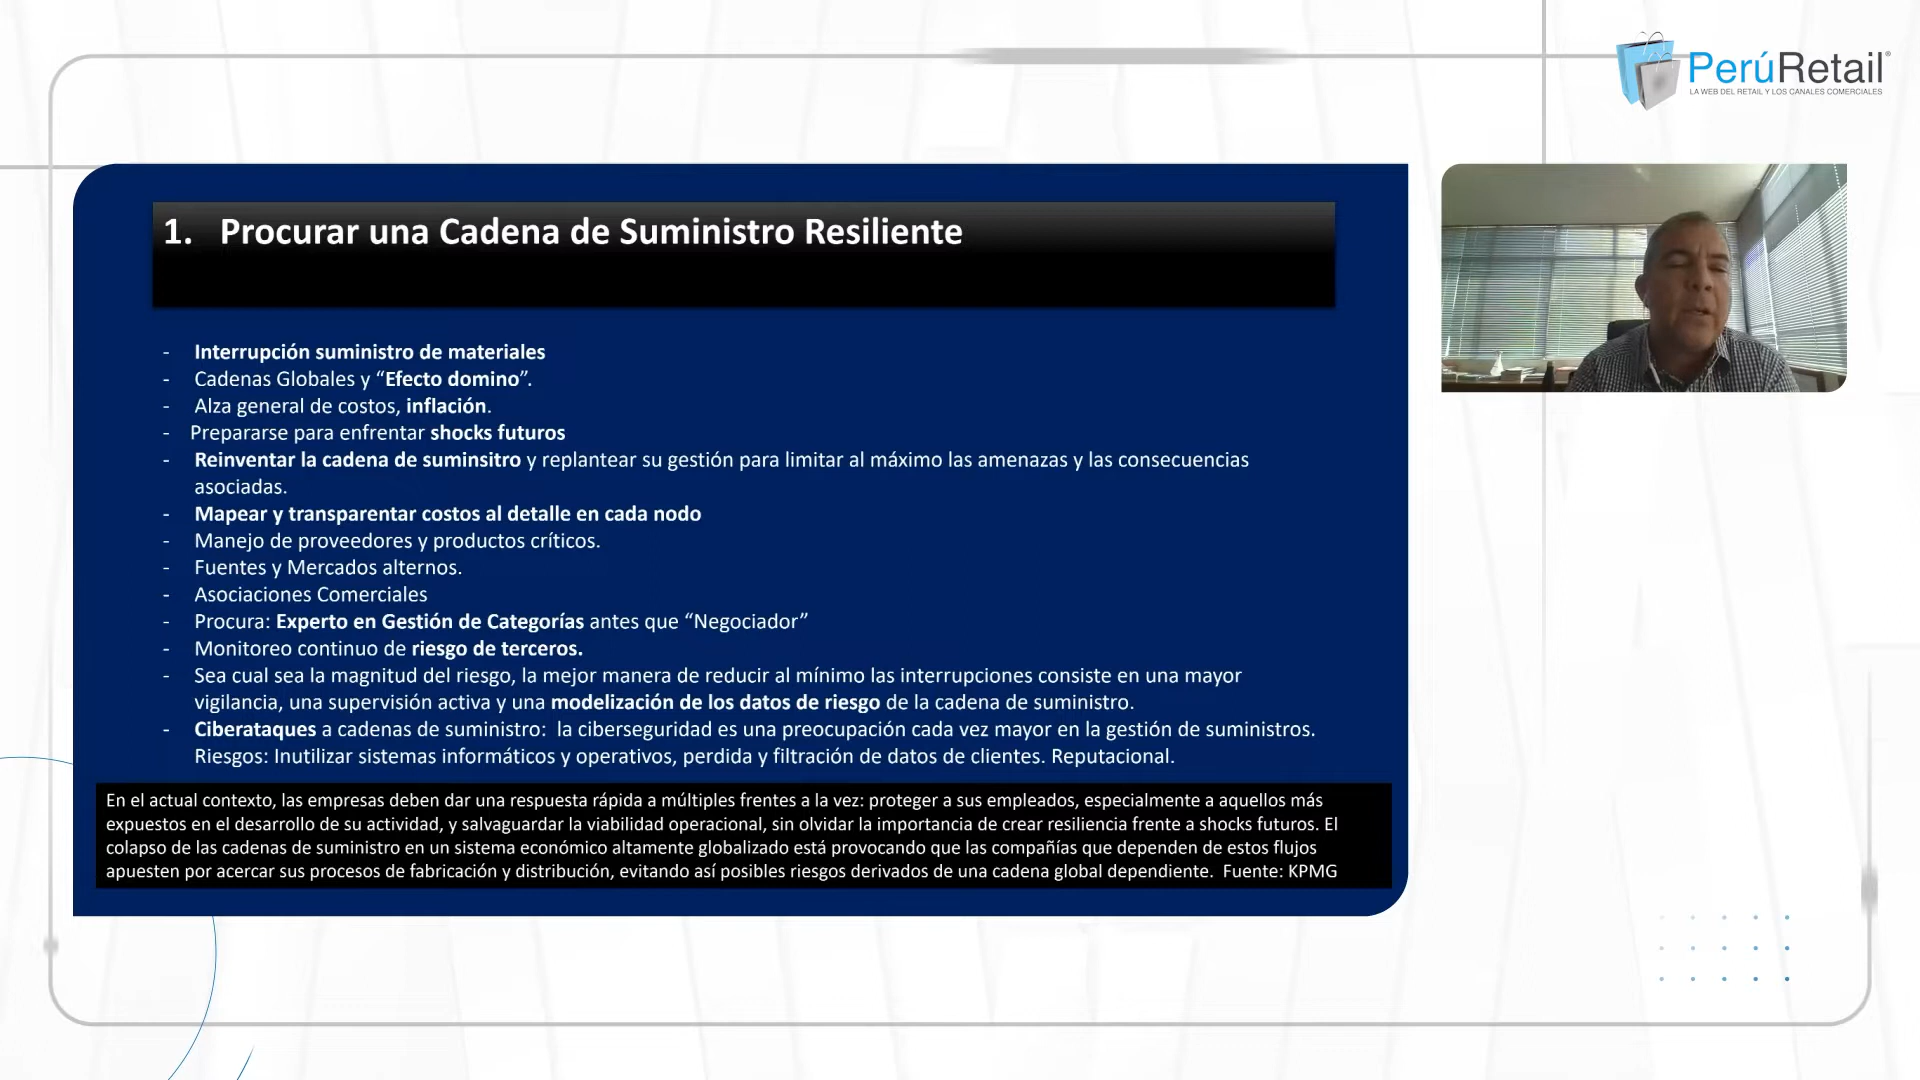 PerúRetail®
LA WEB DEL RETAIL Y LOS CANALES COMERCIALES
1. Procurar una Cadena de Suministro Resiliente
- Interrupción suministro de materiales
- Cadenas Globales y “Efecto domino”.
- Alza general de costos, inflación.
- Prepararse para enfrentar shocks futuros
- Reinventar la cadena de suminsitro y replantear su gestión para limitar al máximo las amenazas y las consecuencias
asociadas.
- Mapear y transparentar costos al detalle en cada nodo
- Manejo de proveedores y productos críticos.
- Fuentes y Mercados alternos.
- Asociaciones Comerciales
- Procura: Experto en Gestión de Categorías antes que “Negociador”
- Monitoreo continuo de riesgo de terceros.
- Sea cual sea la magnitud del riesgo, la mejor manera de reducir al mínimo las interrupciones consiste en una mayor
vigilancia, una supervisión activa y una modelización de los datos de riesgo de la cadena de suministro.
- Ciberataques a cadenas de suministro: la ciberseguridad es una preocupación cada vez mayor en la gestión de suministros.
Riesgos: Inutilizar sistemas informáticos y operativos, perdida y filtración de datos de clientes. Reputacional.
En el actual contexto, las empresas deben dar una respuesta rápida a múltiples frentes a la vez: proteger a sus empleados, especialmente a aquellos más
expuestos en el desarrollo de su actividad, y salvaguardar la viabilidad operacional, sin olvidar la importancia de crear resiliencia frente a shocks futuros. El
colapso de las cadenas de suministro en un sistema económico altamente globalizado está provocando que las compañías que dependen de estos flujos
apuesten por acercar sus procesos de fabricación y distribución, evitando así posibles riesgos derivados de una cadena global dependiente. Fuente: KPMG